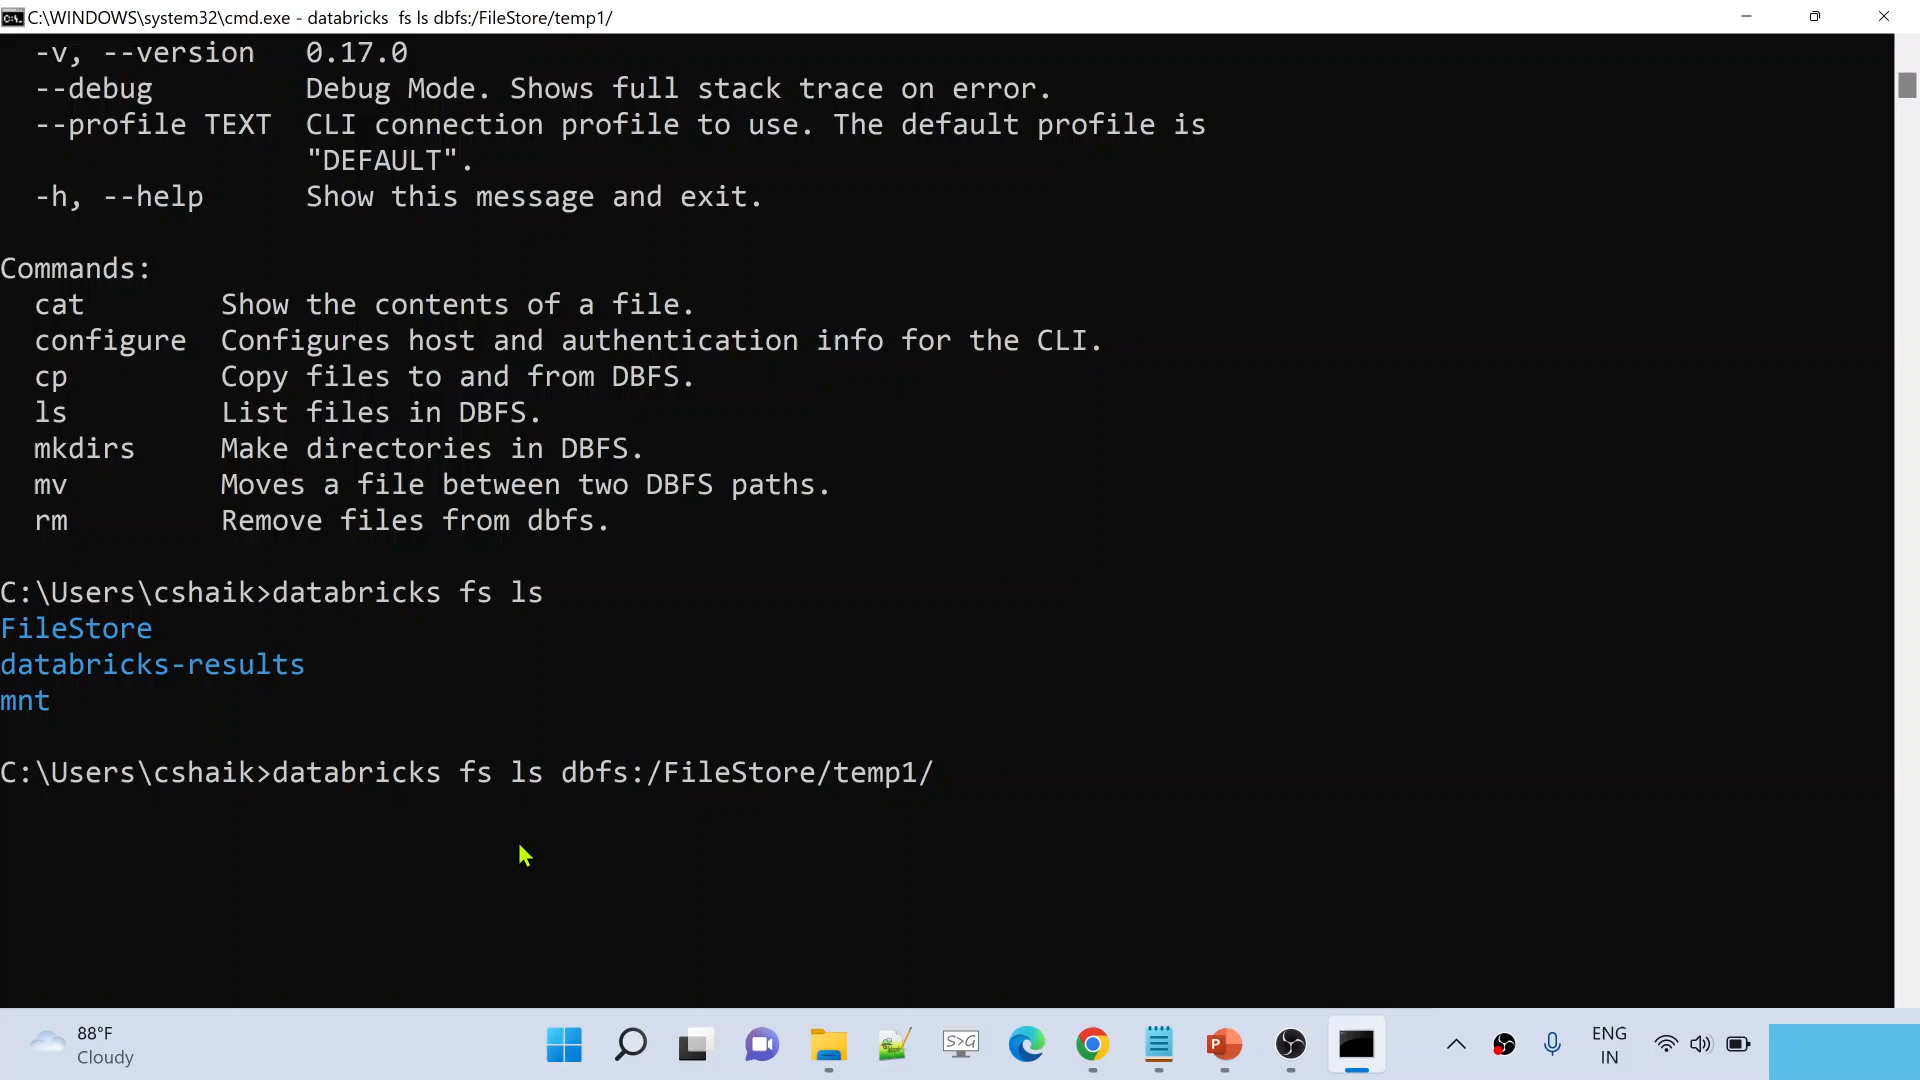 C:\WINDOWS\system32\cmd.exe - databricks  fs ls dbfs:/FileStore/temp1/
-v, --version   0.17.0
--debug         Debug Mode. Shows full stack trace on error.
--profile TEXT  CLI connection profile to use. The default profile is
"DEFAULT".
-h, --help      Show this message and exit.
Commands:
cat        Show the contents of a file.
configure  Configures host and authentication info for the CLI.
cp         Copy files to and from DBFS.
ls         List files in DBFS.
mkdirs     Make directories in DBFS.
mv         Moves a file between two DBFS paths.
rm         Remove files from dbfs.
C:\Users\cshaik>databricks fs ls
FileStore
databricks-results
mnt
C:\Users\cshaik>databricks fs ls dbfs:/FileStore/temp1/
88°F
Cloudy
S>G
ENG
IN